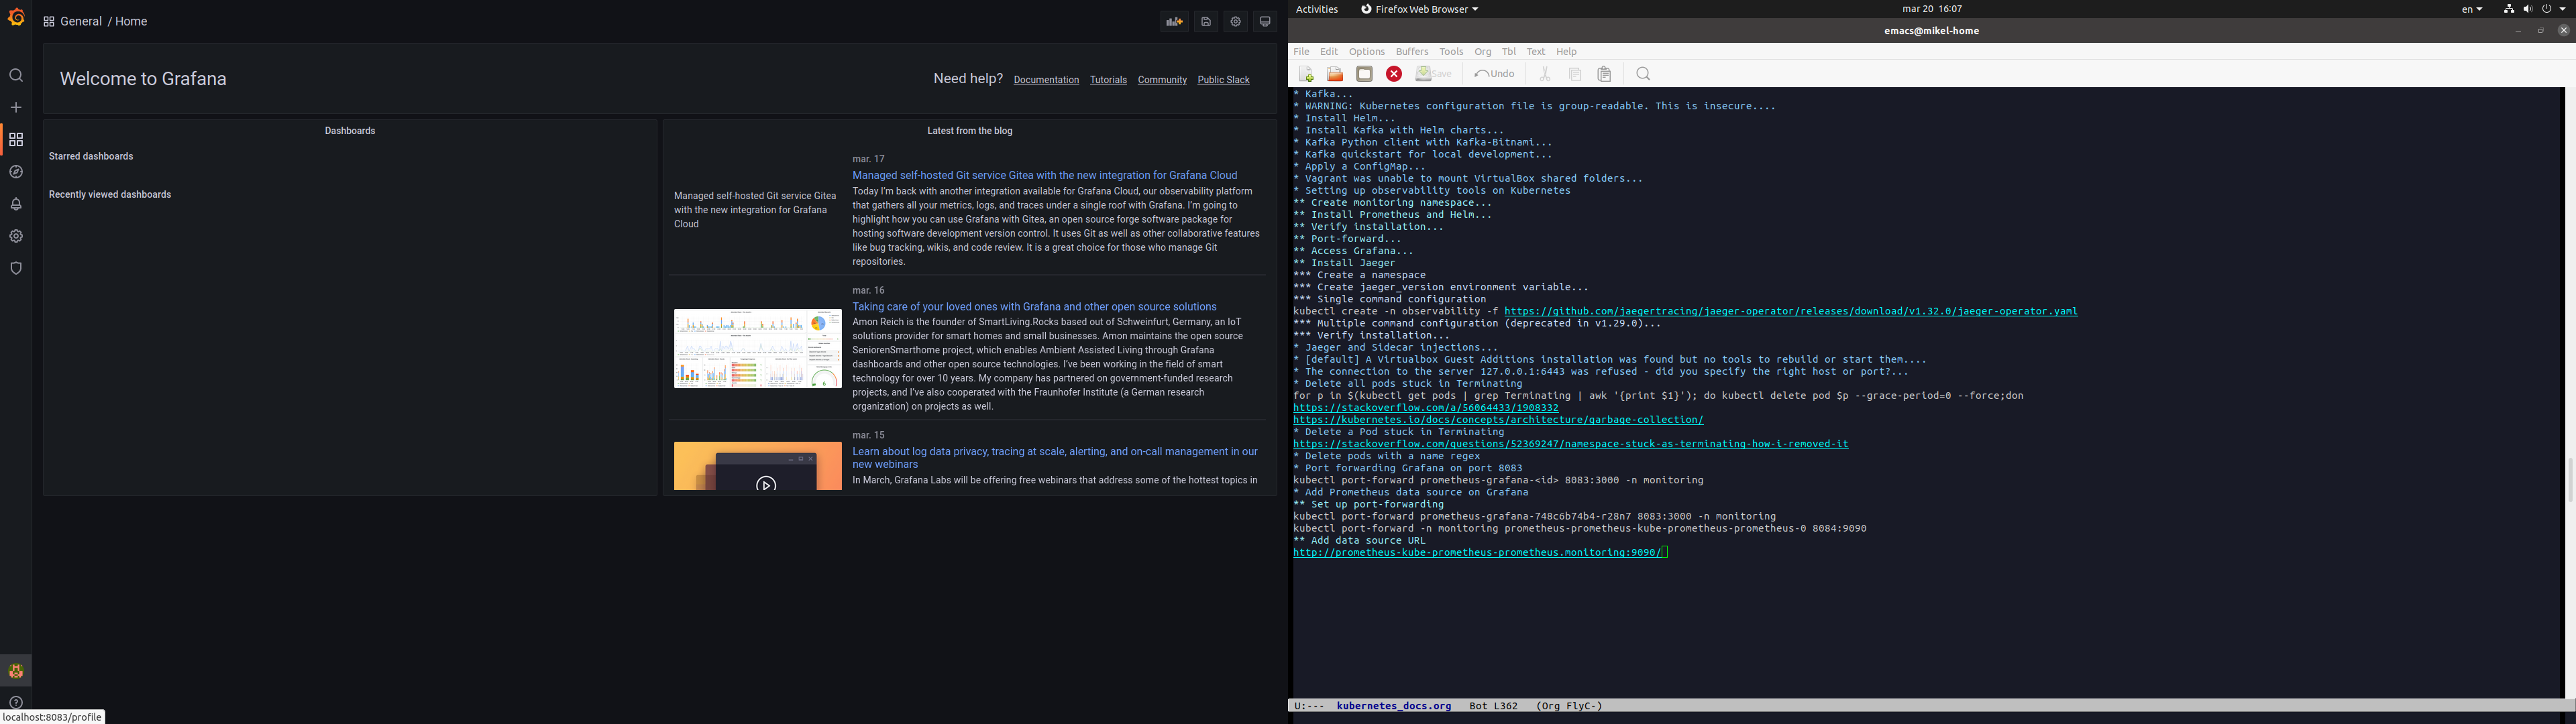 General / Home
Welcome to Grafana
Need help? Documentation Tutorials Community Public Slack
Dashboards
Starred dashboards
Recently viewed dashboards
Latest from the blog
Managed self-hosted Git service Gitea
with the new integration for Grafana
Cloud
mar. 17
Managed self-hosted Git service Gitea with the new integration for Grafana Cloud
Today I'm back with another integration available for Grafana Cloud, our observability platform
that gathers all your metrics, logs, and traces under a single roof with Grafana. I'm going to
highlight how you can use Grafana with Gitea, an open source forge software package for
hosting software development version control. It uses Git as well as other collaborative features
like bug tracking, wikis, and code review. It is a great choice for those who manage Git
repositories.
mar. 16
Taking care of your loved ones with Grafana and other open source solutions
Amon Reich is the founder of SmartLiving.Rocks based out of Schweinfurt, Germany, an IoT
solutions provider for smart homes and small businesses. Amon maintains the open source
SeniorenSmarthome project, which enables Ambient Assisted Living through Grafana
dashboards and other open source technologies. I've been working in the field of smart
technology for over 10 years. My company has partnered on government-funded research
projects, and I've also cooperated with the Fraunhofer Institute (a German research
organization) on projects as well.
mar. 15
Learn about log data privacy, tracing at scale, alerting, and on-call management in our
new webinars
In March, Grafana Labs will be offering free webinars that address some of the hottest topics in
localhost:8083/profile
Activities Firefox Web Browser mar 20 16:07 en
emacs@mikel-home
File Edit Options Buffers Tools Org Tbl Text Help
Save Undo
* Kafka...
* WARNING: Kubernetes configuration file is group-readable. This is insecure....
* Install Helm...
* Install Kafka with Helm charts...
* Kafka Python client with Kafka-Bitnami...
* Kafka quickstart for local development...
* Apply a ConfigMap...
* Vagrant was unable to mount VirtualBox shared folders...
* Setting up observability tools on Kubernetes
** Create monitoring namespace...
** Install Prometheus and Helm...
** Verify installation...
** Port-forward...
** Access Grafana...
** Install Jaeger
*** Create a namespace
*** Create jaeger_version environment variable...
*** Single command configuration
kubectl create -n observability -f https://github.com/jaegertracing/jaeger-operator/releases/download/v1.32.0/jaeger-operator.yaml
*** Multiple command configuration (deprecated in v1.29.0)...
*** Verify installation...
* Jaeger and Sidecar injections...
* [default] A Virtualbox Guest Additions installation was found but no tools to rebuild or start them....
* The connection to the server 127.0.0.1:6443 was refused - did you specify the right host or port?...
* Delete all pods stuck in Terminating
for p in $(kubectl get pods | grep Terminating | awk '{print $1}'); do kubectl delete pod $p --grace-period=0 --force;don
https://stackoverflow.com/a/56064433/1908332
https://kubernetes.io/docs/concepts/architecture/garbage-collection/
* Delete a Pod stuck in Terminating
https://stackoverflow.com/questions/52369247/namespace-stuck-as-terminating-how-i-removed-it
* Delete pods with a name regex
* Port forwarding Grafana on port 8083
kubectl port-forward prometheus-grafana-<id> 8083:3000 -n monitoring
* Add Prometheus data source on Grafana
** Set up port-forwarding
kubectl port-forward prometheus-grafana-748c6b74b4-r28n7 8083:3000 -n monitoring
kubectl port-forward -n monitoring prometheus-prometheus-kube-prometheus-prometheus-0 8084:9090
** Add data source URL
http://prometheus-kube-prometheus-prometheus.monitoring:9090/
U:--- kubernetes_docs.org Bot L362 (Org FlyC-)